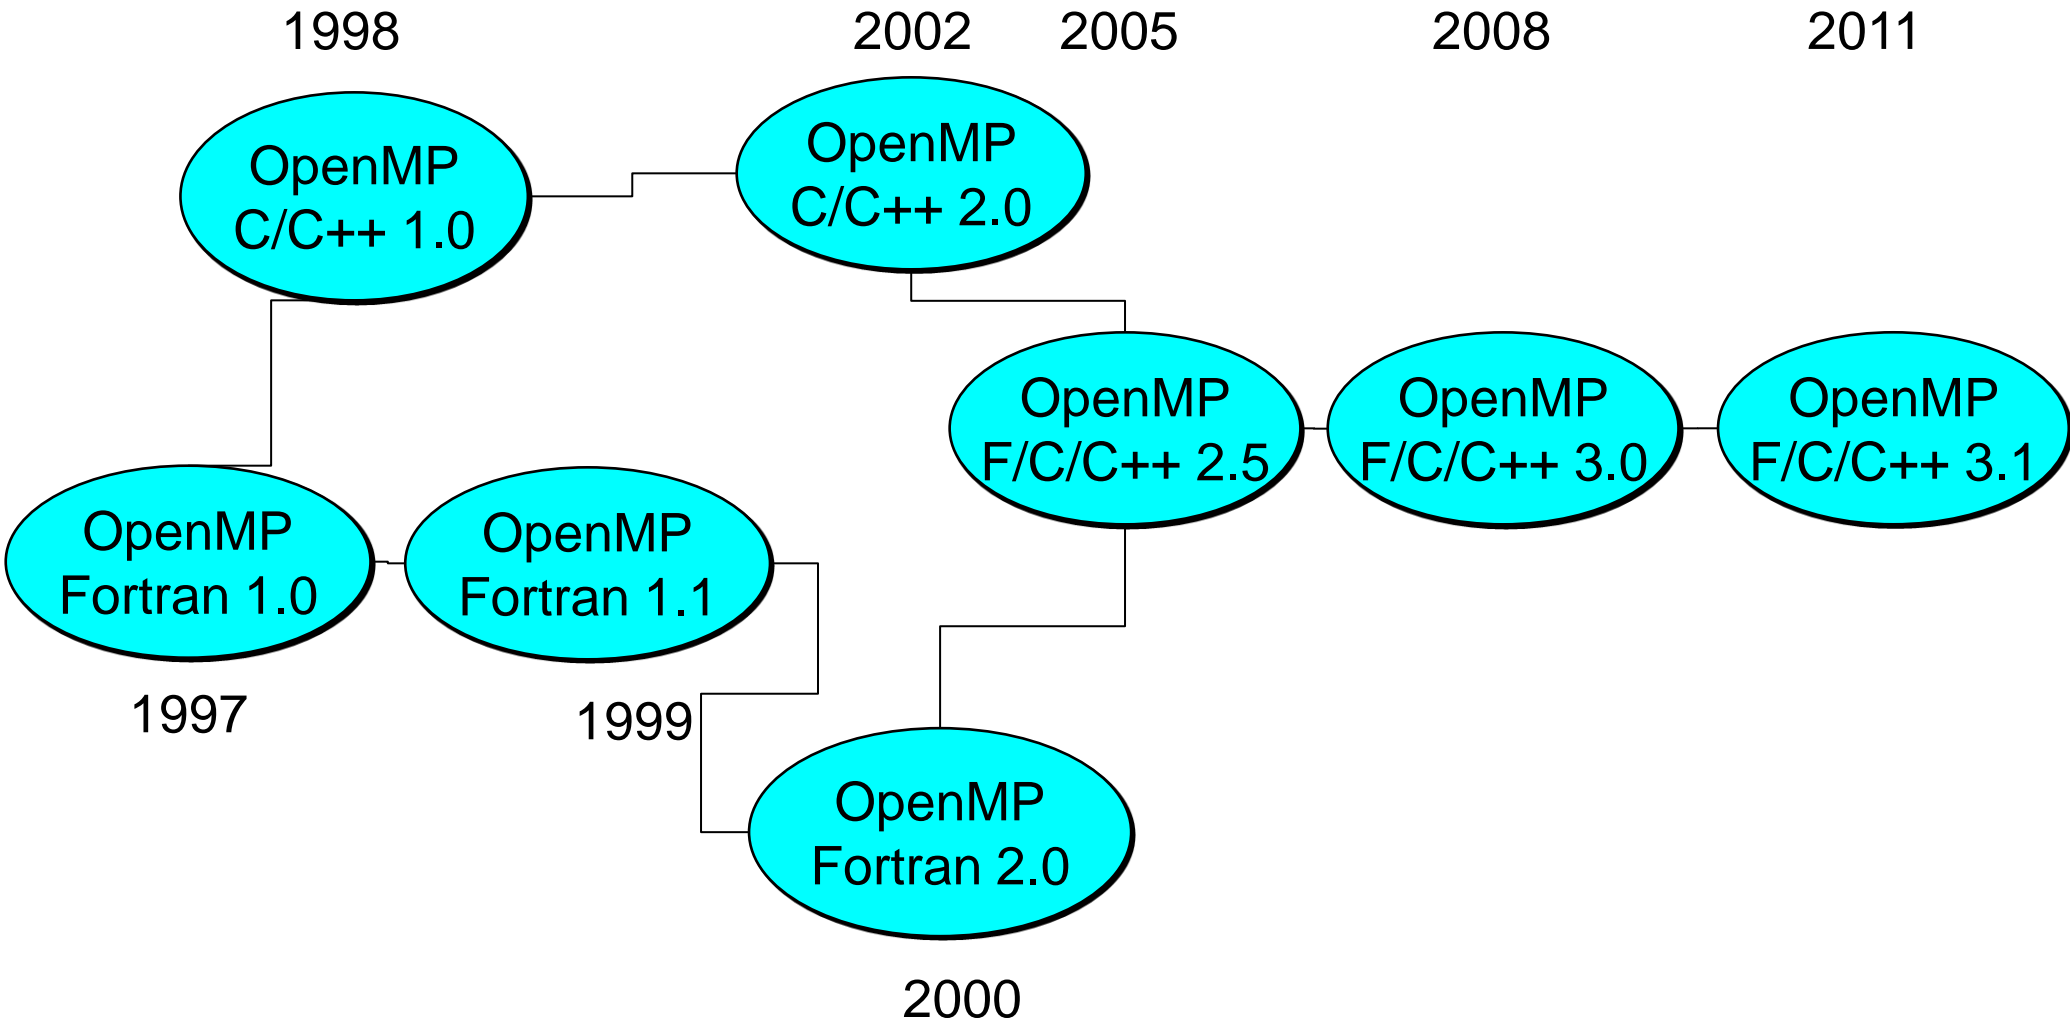 1998
2002
2005
2008
2011
OpenMP
C/C++ 1.0
OpenMP
C/C++ 2.0
OpenMP
F/C/C++ 2.5
OpenMP
F/C/C++ 3.0
OpenMP
F/C/C++ 3.1
OpenMP
Fortran 1.0
OpenMP
Fortran 1.1
1997
1999
OpenMP
Fortran 2.0
2000